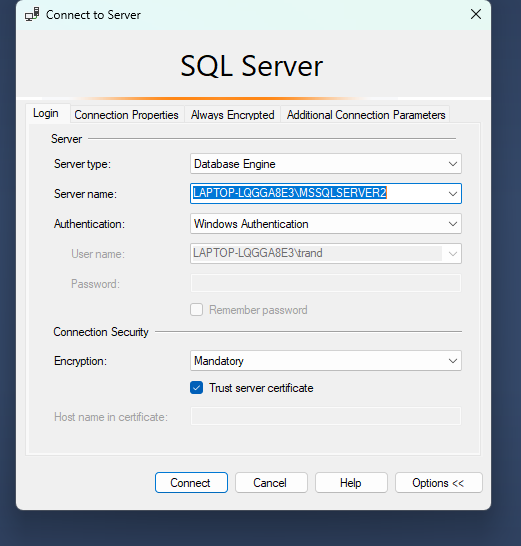 Connect to Server
SQL Server
Login Connection Properties Always Encrypted Additional Connection Parameters
Server
Server type: Database Engine
Server name: LAPTOP-LQGGA8E3\MSSQLSERVER2
Authentication: Windows Authentication
User name: LAPTOP-LQGGA8E3\trand
Password:
Remember password
Connection Security
Encryption: Mandatory
Trust server certificate
Host name in certificate:
Connect Cancel Help Options <<